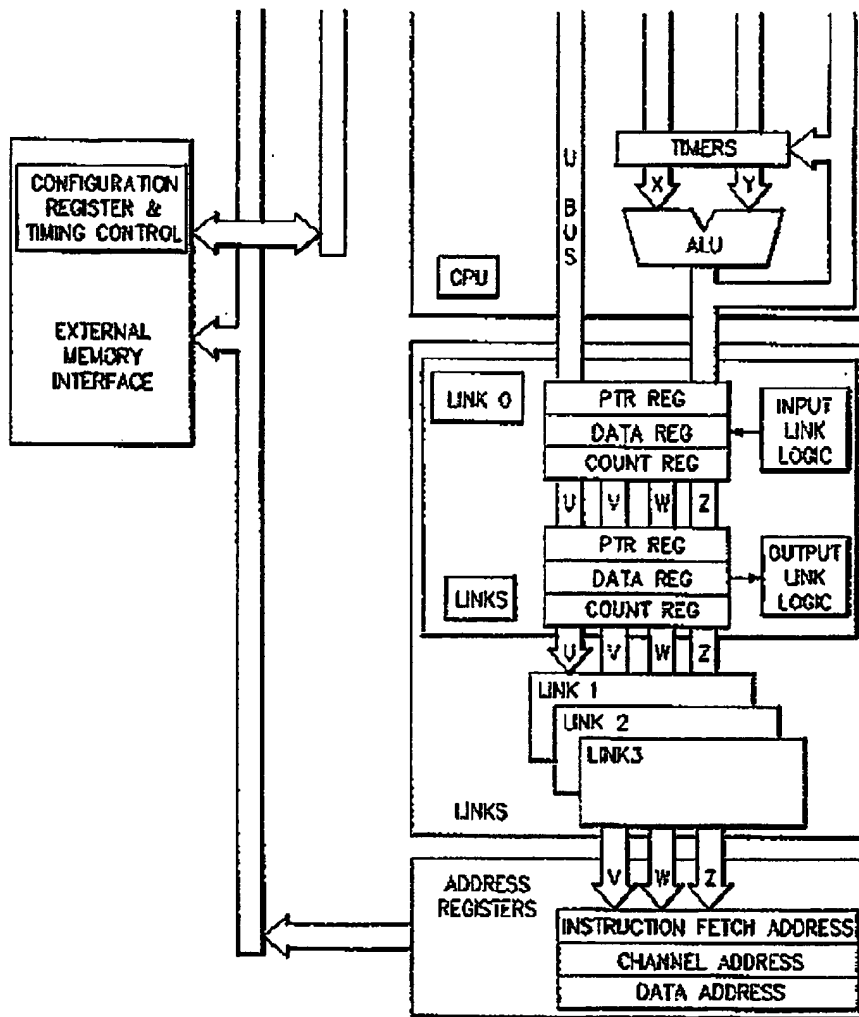 CONFIGURATION
REGISTER &
TIMING CONTROL
EXTERNAL
MEMORY
INTERFACE
U BUS
TIMERS
X
Y
ALU
CPU
LINK 0
PTR REG
DATA REG
COUNT REG
INPUT
LINK
LOGIC
U
V
W
Z
PTR REG
DATA REG
COUNT REG
OUTPUT
LINK
LOGIC
LINKS
U
V
W
Z
LINK 1
LINK 2
LINK3
LINKS
V
W
Z
ADDRESS
REGISTERS
INSTRUCTION FETCH ADDRESS
CHANNEL ADDRESS
DATA ADDRESS